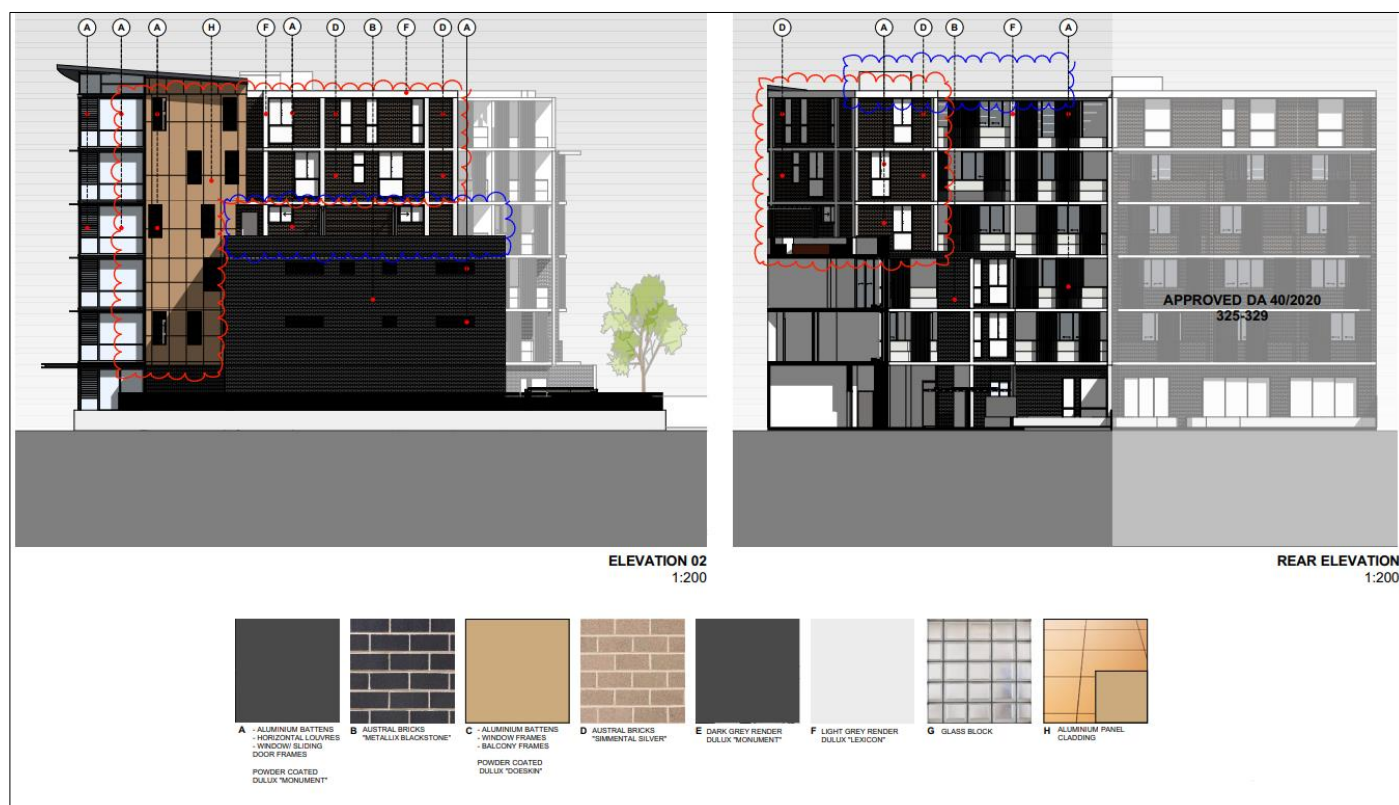 A A A H F A D B F D A
D A D B F A
APPROVED DA 40/2020
325-329
ELEVATION 02
1:200
REAR ELEVATION
1:200
A - ALUMINIUM BATTENS
- HORIZONTAL LOUVRES
- WINDOW/ SLIDING
DOOR FRAMES
POWDER COATED
DULUX "MONUMENT"
B AUSTRAL BRICKS
"METALLIX BLACKSTONE"
C - ALUMINIUM BATTENS
- WINDOW FRAMES
- BALCONY FRAMES
POWDER COATED
DULUX "DOESKIN"
D AUSTRAL BRICKS
"SIMMENTAL SILVER"
E DARK GREY RENDER
DULUX "MONUMENT"
F LIGHT GREY RENDER
DULUX "LEXICON"
G GLASS BLOCK
H ALUMINIUM PANEL
CLADDING